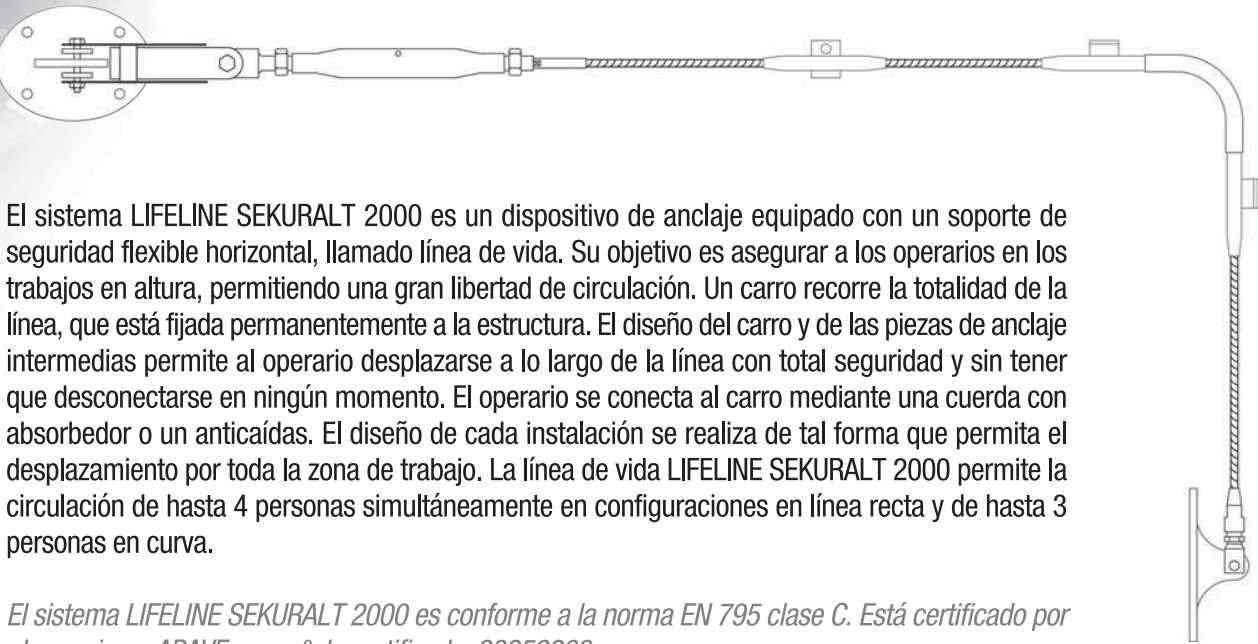 El sistema LIFELINE SEKURALT 2000 es un dispositivo de anclaje equipado con un soporte de
seguridad flexible horizontal, llamado línea de vida. Su objetivo es asegurar a los operarios en los
trabajos en altura, permitiendo una gran libertad de circulación. Un carro recorre la totalidad de la
línea, que está fijada permanentemente a la estructura. El diseño del carro y de las piezas de anclaje
intermedias permite al operario desplazarse a lo largo de la línea con total seguridad y sin tener
que desconectarse en ningún momento. El operario se conecta al carro mediante una cuerda con
absorbedor o un anticaídas. El diseño de cada instalación se realiza de tal forma que permita el
desplazamiento por toda la zona de trabajo. La línea de vida LIFELINE SEKURALT 2000 permite la
circulación de hasta 4 personas simultáneamente en configuraciones en línea recta y de hasta 3
personas en curva.
El sistema LIFELINE SEKURALT 2000 es conforme a la norma EN 795 clase C. Está certificado por